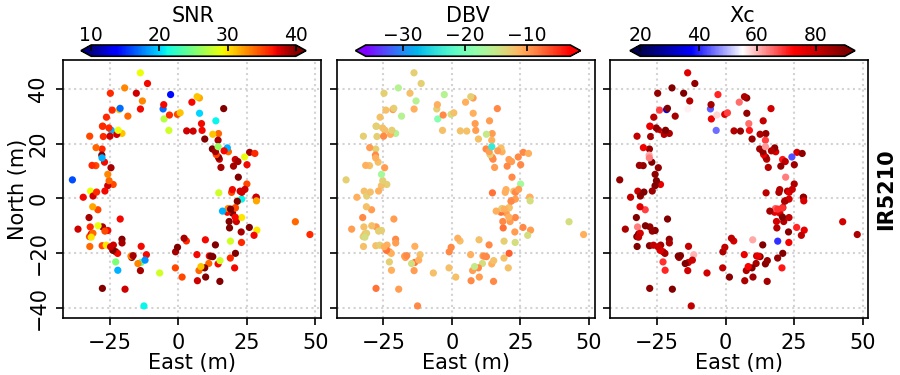 SNR DBV Xc
10 20 30 40 −30 −20 −10 20 40 60 80
40
20
0
−20
−40
North (m)
−25 0 25 50 −25 0 25 50 −25 0 25 50
East (m) East (m) East (m)
IR5210